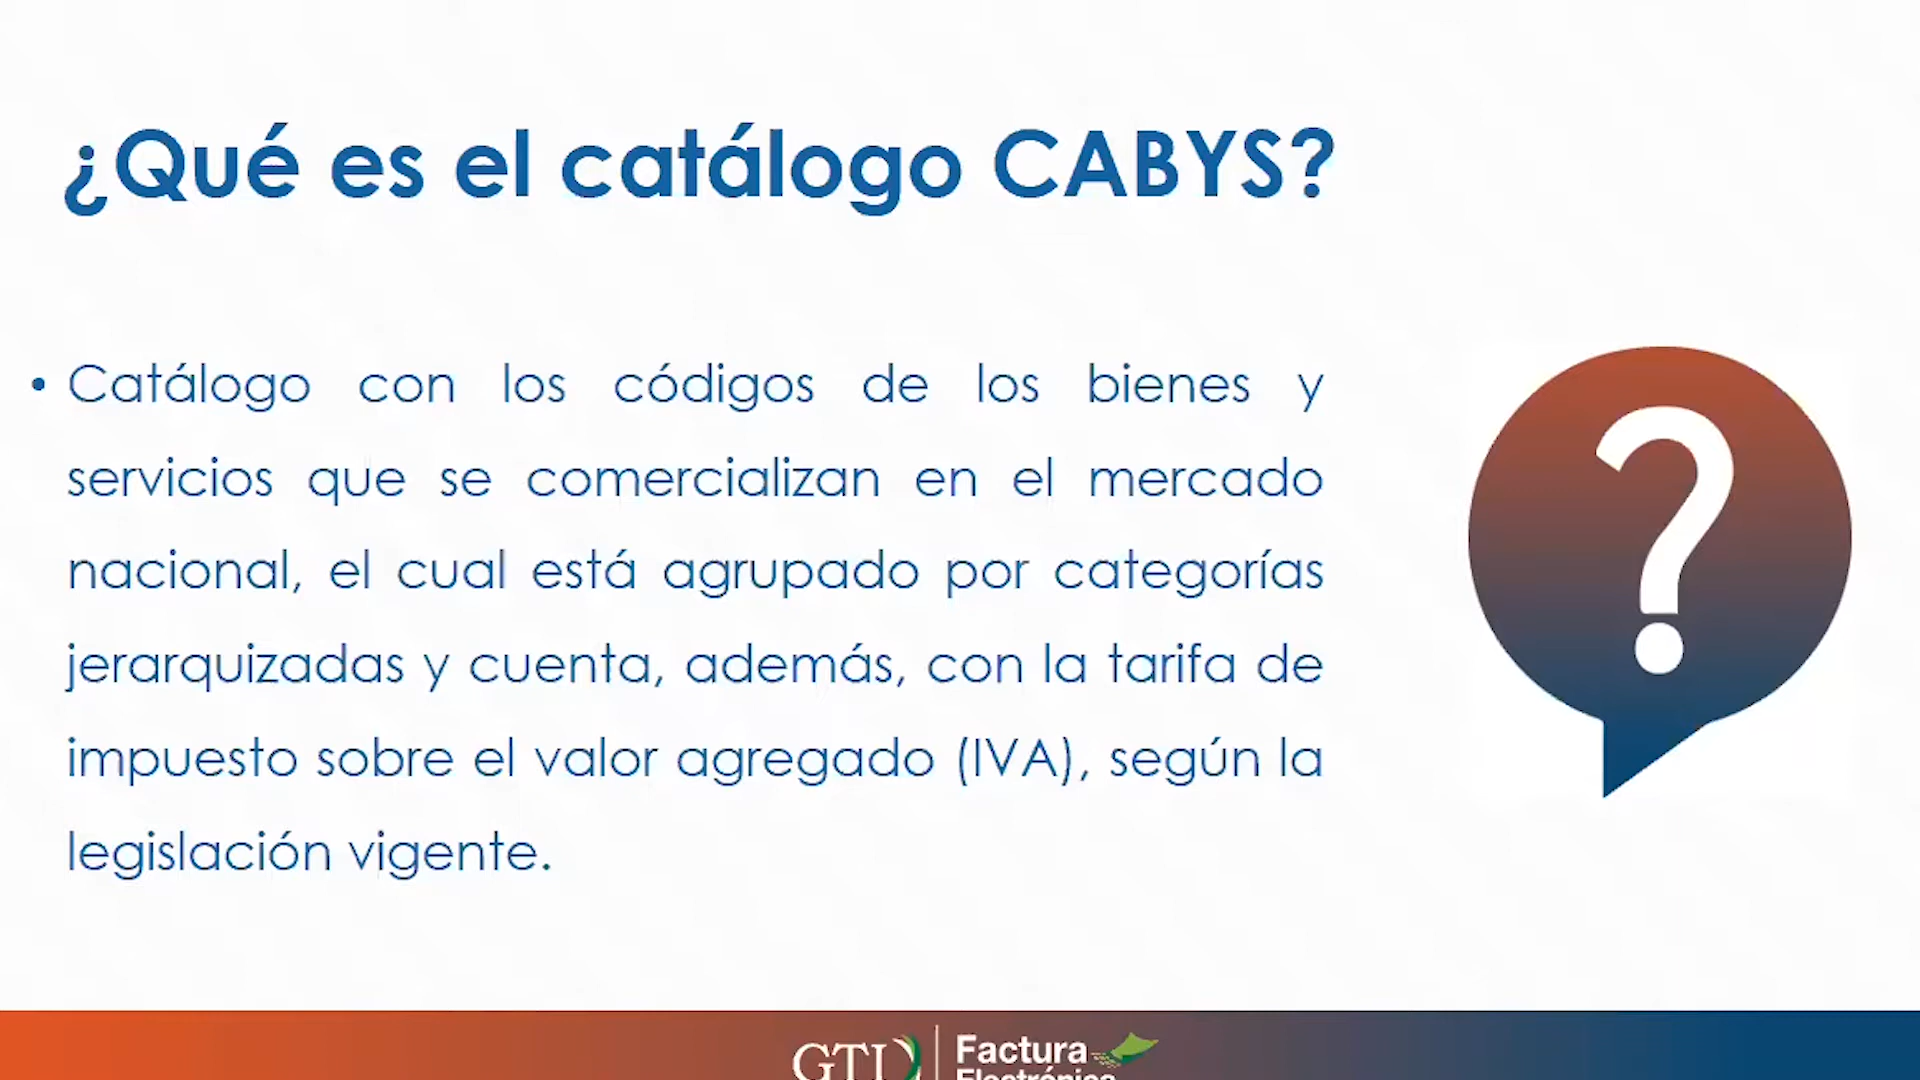 ¿Qué es el catálogo CABYS?
• Catálogo con los códigos de los bienes y
servicios que se comercializan en el mercado
nacional, el cual está agrupado por categorías
jerarquizadas y cuenta, además, con la tarifa de
impuesto sobre el valor agregado (IVA), según la
legislación vigente.
?
GTI
Factura
Electrónica